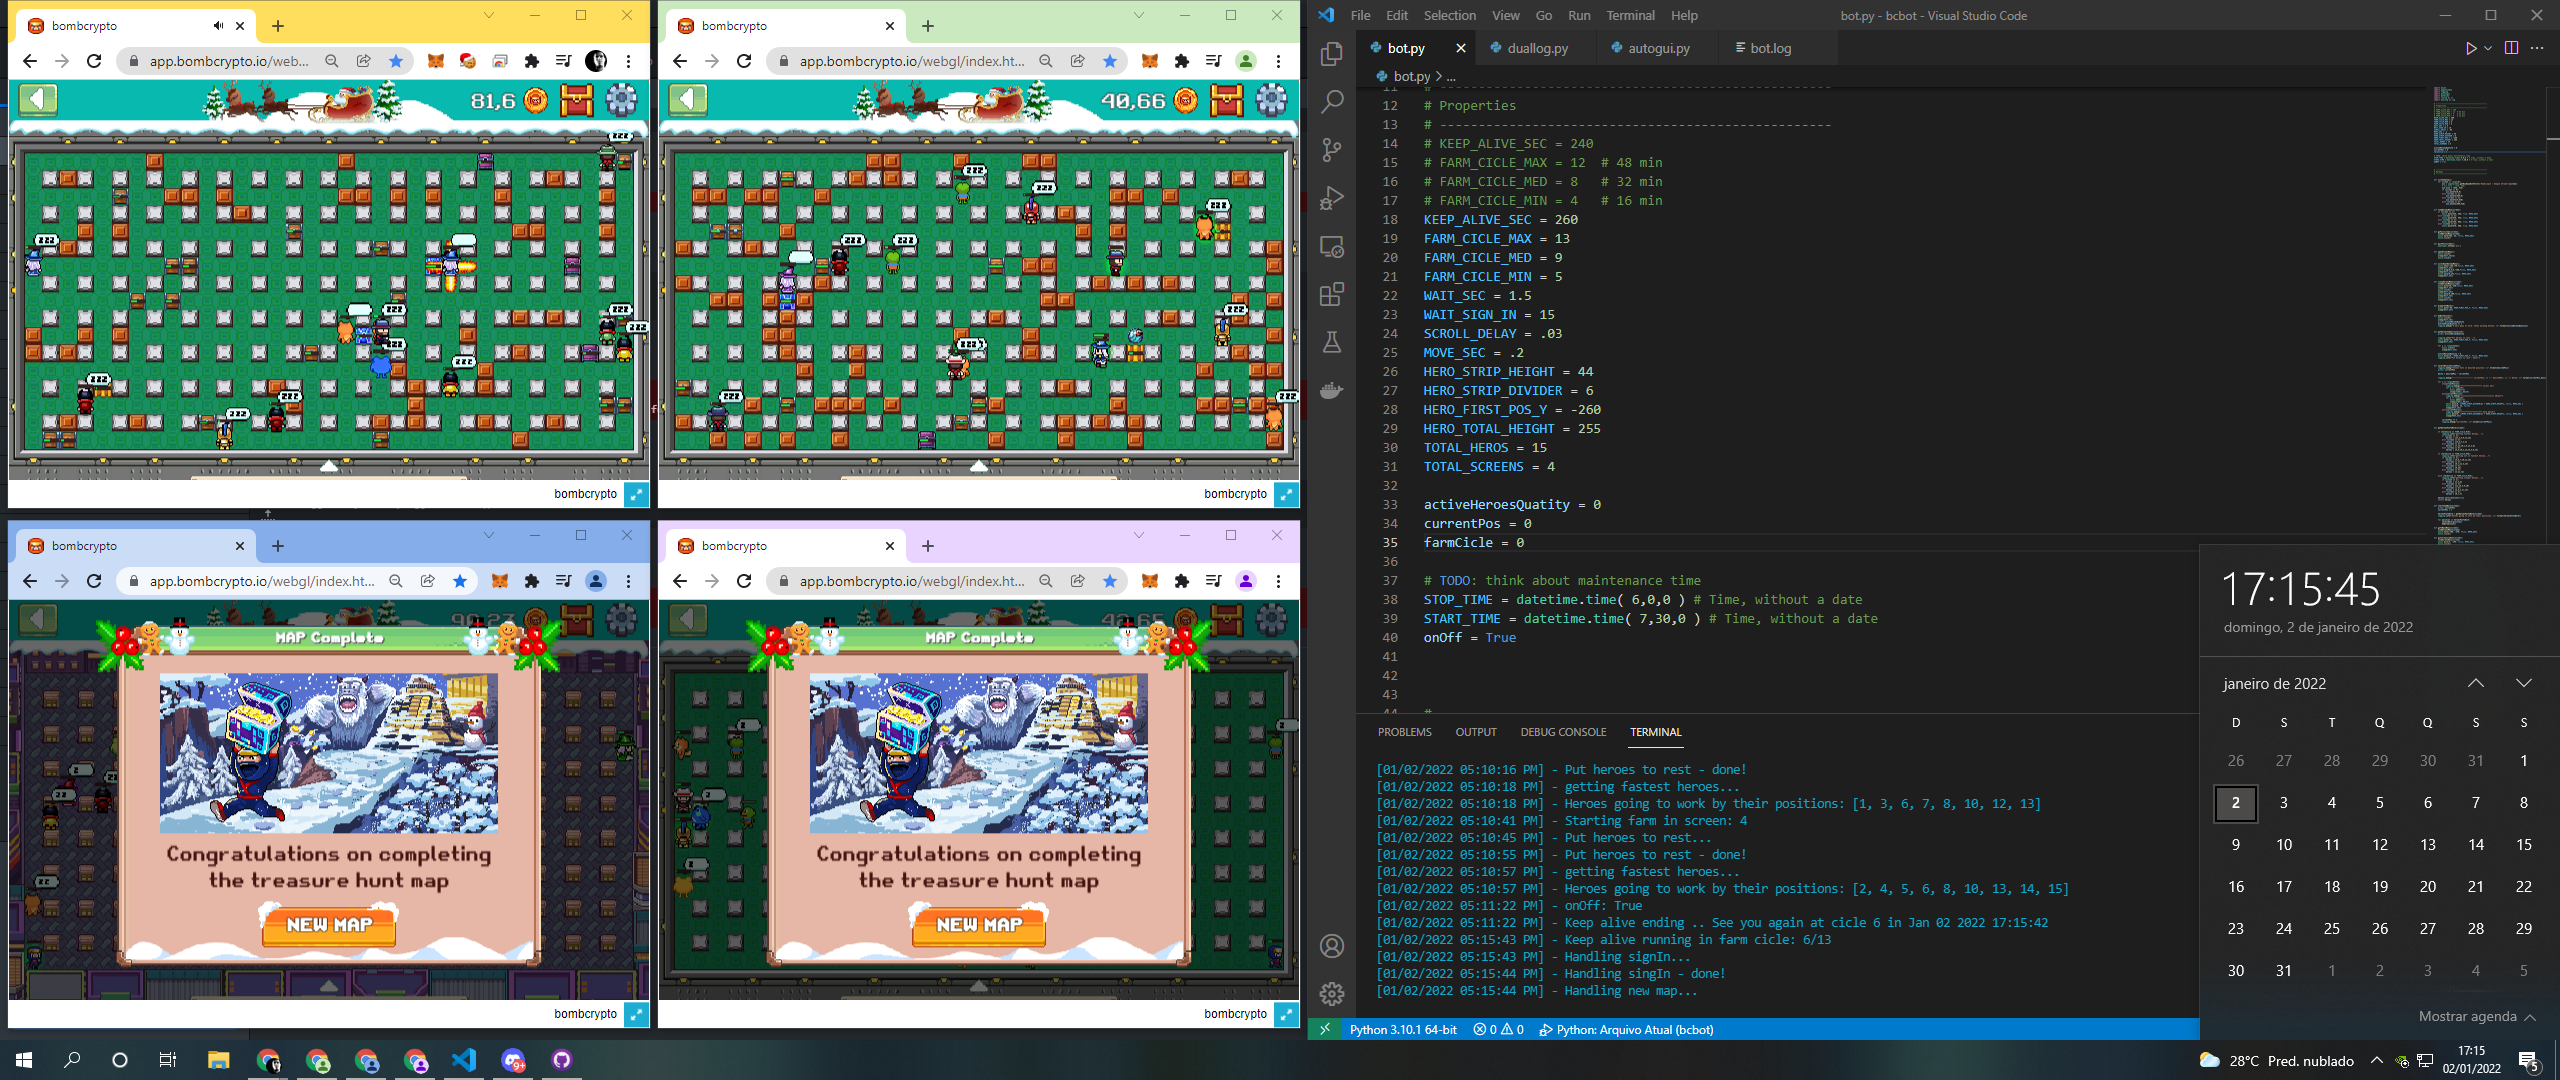 bombcrypto
app.bombcrypto.io/web...
81,6
bombcrypto
bombcrypto
app.bombcrypto.io/webgl/index.ht...
40,66
bombcrypto
bombcrypto
app.bombcrypto.io/webgl/index.ht...
MAP Complete
Congratulations on completing
the treasure hunt map
NEW MAP
bombcrypto
bombcrypto
app.bombcrypto.io/webgl/index.ht...
MAP Complete
Congratulations on completing
the treasure hunt map
NEW MAP
bombcrypto
File Edit Selection View Go Run Terminal Help
bot.py - bcbot - Visual Studio Code
bot.py duallog.py autogui.py bot.log
bot.py > ...
12 # Properties
13 # --------------------------------------------------
14 # KEEP_ALIVE_SEC = 240
15 # FARM_CICLE_MAX = 12 # 48 min
16 # FARM_CICLE_MED = 8 # 32 min
17 # FARM_CICLE_MIN = 4 # 16 min
18 KEEP_ALIVE_SEC = 260
19 FARM_CICLE_MAX = 13
20 FARM_CICLE_MED = 9
21 FARM_CICLE_MIN = 5
22 WAIT_SEC = 1.5
23 WAIT_SIGN_IN = 15
24 SCROLL_DELAY = .03
25 MOVE_SEC = .2
26 HERO_STRIP_HEIGHT = 44
27 HERO_STRIP_DIVIDER = 6
28 HERO_FIRST_POS_Y = -260
29 HERO_TOTAL_HEIGHT = 255
30 TOTAL_HEROS = 15
31 TOTAL_SCREENS = 4
32
33 activeHeroesQuatity = 0
34 currentPos = 0
35 farmCicle = 0
36
37 # TODO: think about maintenance time
38 STOP_TIME = datetime.time( 6,0,0 ) # Time, without a date
39 START_TIME = datetime.time( 7,30,0 ) # Time, without a date
40 onOff = True
41
42
43
PROBLEMS OUTPUT DEBUG CONSOLE TERMINAL
[01/02/2022 05:10:16 PM] - Put heroes to rest - done!
[01/02/2022 05:10:18 PM] - getting fastest heroes...
[01/02/2022 05:10:18 PM] - Heroes going to work by their positions: [1, 3, 6, 7, 8, 10, 12, 13]
[01/02/2022 05:10:41 PM] - Starting farm in screen: 4
[01/02/2022 05:10:45 PM] - Put heroes to rest...
[01/02/2022 05:10:55 PM] - Put heroes to rest - done!
[01/02/2022 05:10:57 PM] - getting fastest heroes...
[01/02/2022 05:10:57 PM] - Heroes going to work by their positions: [2, 4, 5, 6, 8, 10, 13, 14, 15]
[01/02/2022 05:11:22 PM] - onOff: True
[01/02/2022 05:11:22 PM] - Keep alive ending .. See you again at cicle 6 in Jan 02 2022 17:15:42
[01/02/2022 05:15:43 PM] - Keep alive running in farm cicle: 6/13
[01/02/2022 05:15:43 PM] - Handling signIn...
[01/02/2022 05:15:44 PM] - Handling singIn - done!
[01/02/2022 05:15:44 PM] - Handling new map...
Python 3.10.1 64-bit 0 0 Python: Arquivo Atual (bcbot)
17:15:45
domingo, 2 de janeiro de 2022
janeiro de 2022
D S T Q Q S S
26 27 28 29 30 31 1
2 3 4 5 6 7 8
9 10 11 12 13 14 15
16 17 18 19 20 21 22
23 24 25 26 27 28 29
30 31 1 2 3 4 5
Mostrar agenda
9+
28°C Pred. nublado
17:15
02/01/2022
5